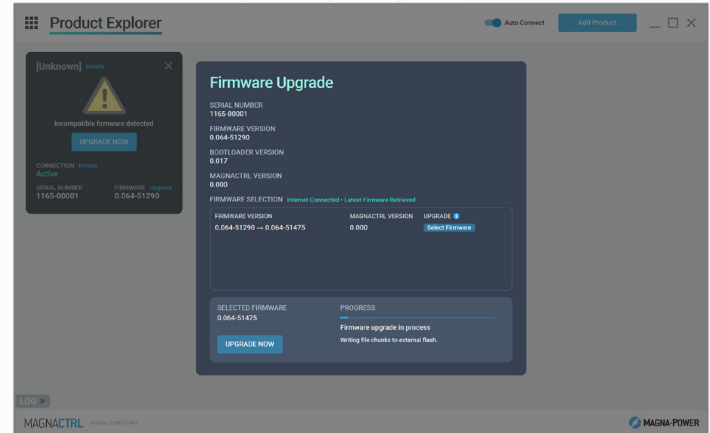 Product Explorer
Auto Connect
Add Product
[Unknown] Details
Incompatible firmware detected
UPGRADE NOW
CONNECTION Details
Active
SERIAL NUMBER FIRMWARE Upgrade
1165-00001 0.064-51290
Firmware Upgrade
SERIAL NUMBER
1165-00001
FIRMWARE VERSION
0.064-51290
BOOTLOADER VERSION
0.017
MAGNACTRL VERSION
0.000
FIRMWARE SELECTION Internet Connected • Latest Firmware Retrieved
FIRMWARE VERSION MAGNACTRL VERSION UPGRADE
0.064-51290 → 0.064-51475 0.000 Select Firmware
SELECTED FIRMWARE PROGRESS
0.064-51475
Firmware upgrade in process
UPGRADE NOW Writing file chunks to external flash.
LOG
MAGNACTRL
MAGNA-POWER